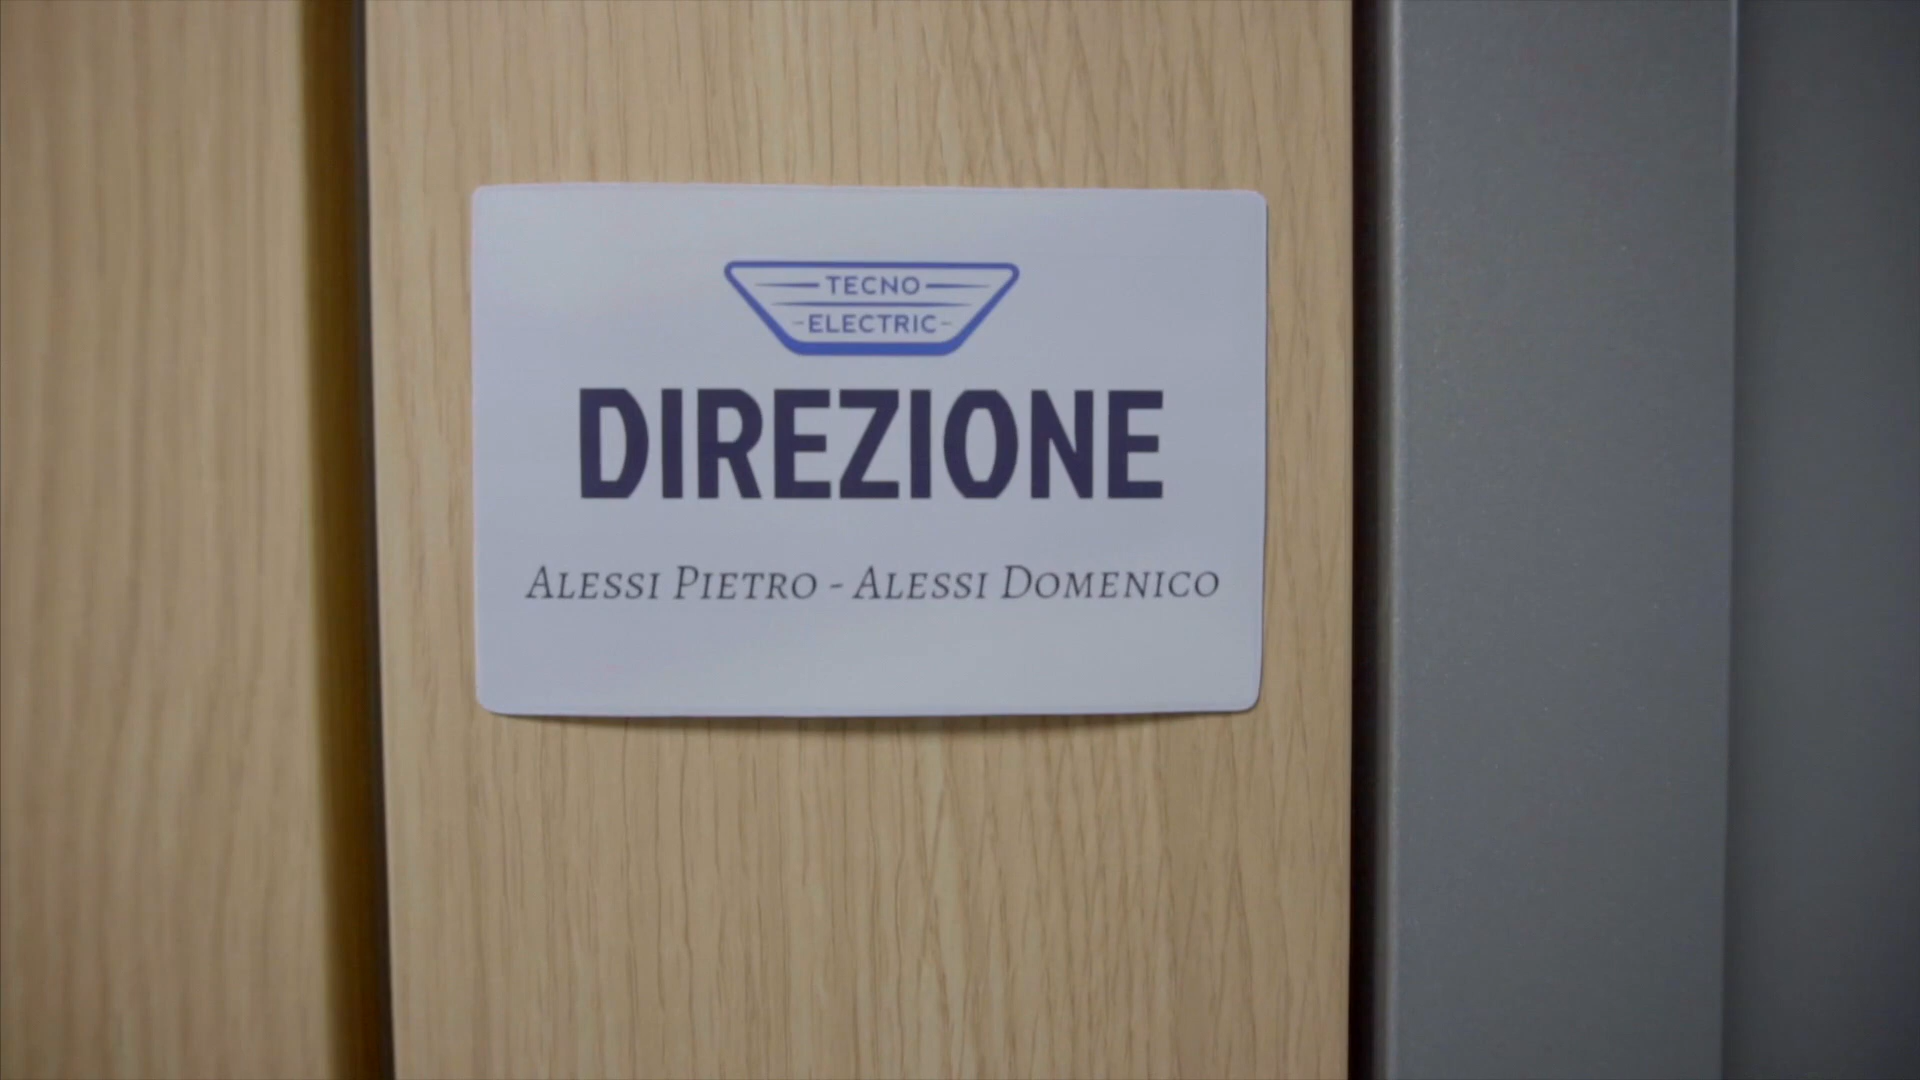 TECNO
ELECTRIC
DIREZIONE
ALESSI PIETRO - ALESSI DOMENICO